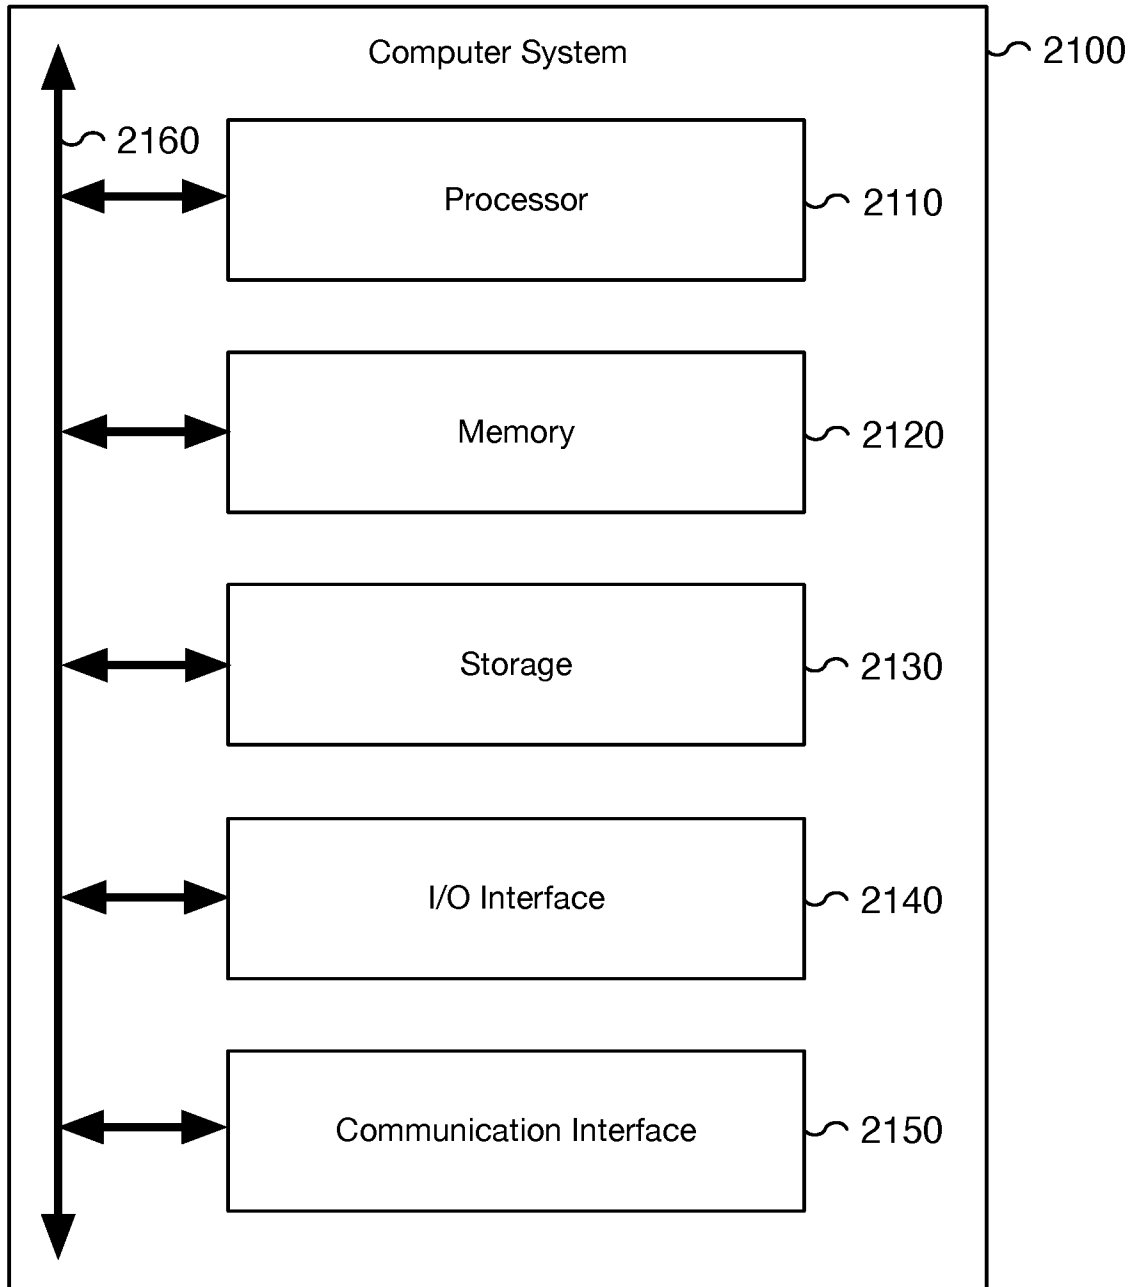 Computer System
2100
2160
Processor
2110
Memory
2120
Storage
2130
I/O Interface
2140
Communication Interface
2150